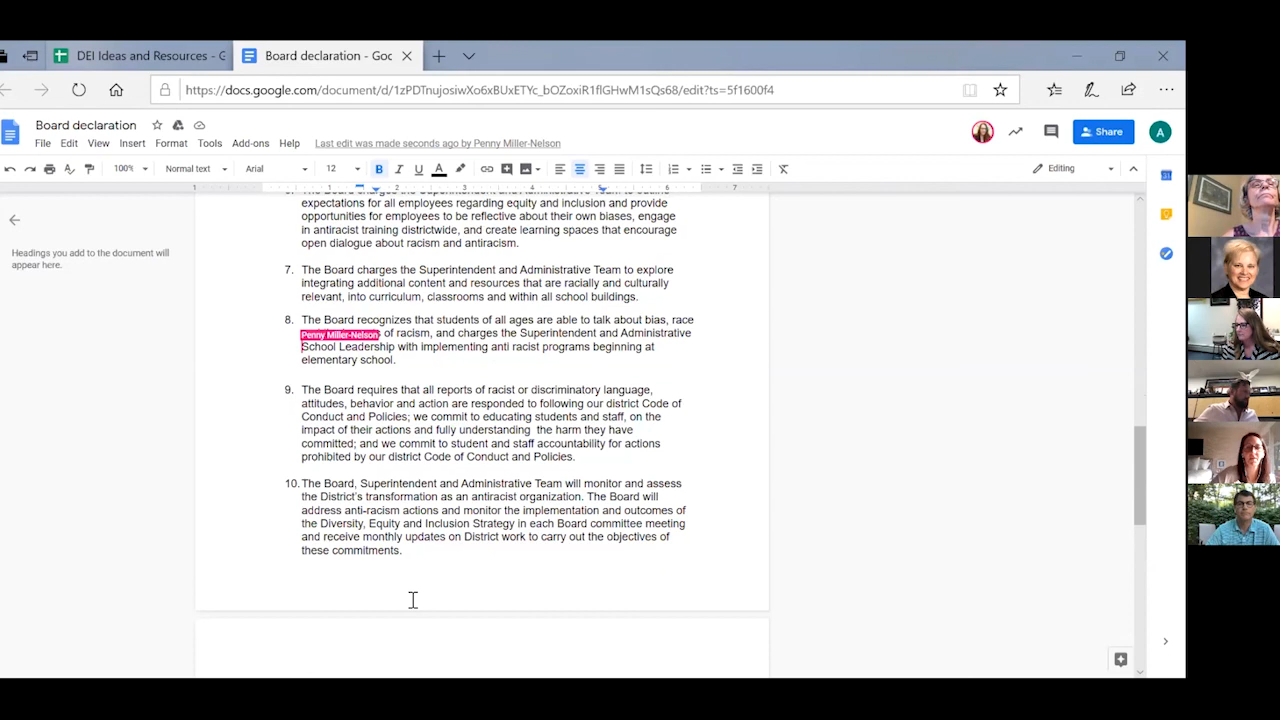 DEI Ideas and Resources - G
Board declaration - Goc
https://docs.google.com/document/d/1zPDTnujosiwXo6xBUxETYc_bOZoxiR1flGHwM1sQs68/edit?ts=5f1600f4
Board declaration
File Edit View Insert Format Tools Add-ons Help Last edit was made seconds ago by Penny Miller-Nelson
Share
A
100% Normal text Arial 12 B I U A Editing
1 1 2 3 4 5 6 7
Headings you add to the document will
appear here.
expectations for all employees regarding equity and inclusion and provide
opportunities for employees to be reflective about their own biases, engage
in antiracist training districtwide, and create learning spaces that encourage
open dialogue about racism and antiracism.
7. The Board charges the Superintendent and Administrative Team to explore
integrating additional content and resources that are racially and culturally
relevant, into curriculum, classrooms and within all school buildings.
8. The Board recognizes that students of all ages are able to talk about bias, race
Penny Miller-Nelson of racism, and charges the Superintendent and Administrative
School Leadership with implementing anti racist programs beginning at
elementary school.
9. The Board requires that all reports of racist or discriminatory language,
attitudes, behavior and action are responded to following our district Code of
Conduct and Policies; we commit to educating students and staff, on the
impact of their actions and fully understanding the harm they have
committed; and we commit to student and staff accountability for actions
prohibited by our district Code of Conduct and Policies.
10. The Board, Superintendent and Administrative Team will monitor and assess
the District's transformation as an antiracist organization. The Board will
address anti-racism actions and monitor the implementation and outcomes of
the Diversity, Equity and Inclusion Strategy in each Board committee meeting
and receive monthly updates on District work to carry out the objectives of
these commitments.